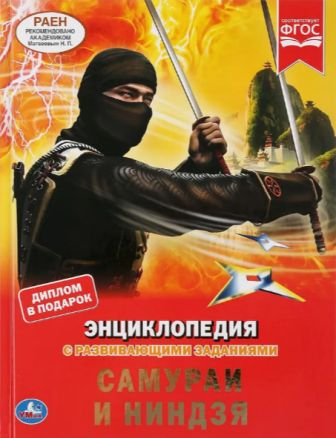 РАЕН
РЕКОМЕНДОВАНО
АКАДЕМИКОМ
Матвеевым Н. П.
СООТВЕТСТВУЕТ
ФГОС
ДИПЛОМ
В ПОДАРОК
ЭНЦИКЛОПЕДИЯ
С РАЗВИВАЮЩИМИ ЗАДАНИЯМИ
САМУРАИ
И НИНДЗЯ
УМка